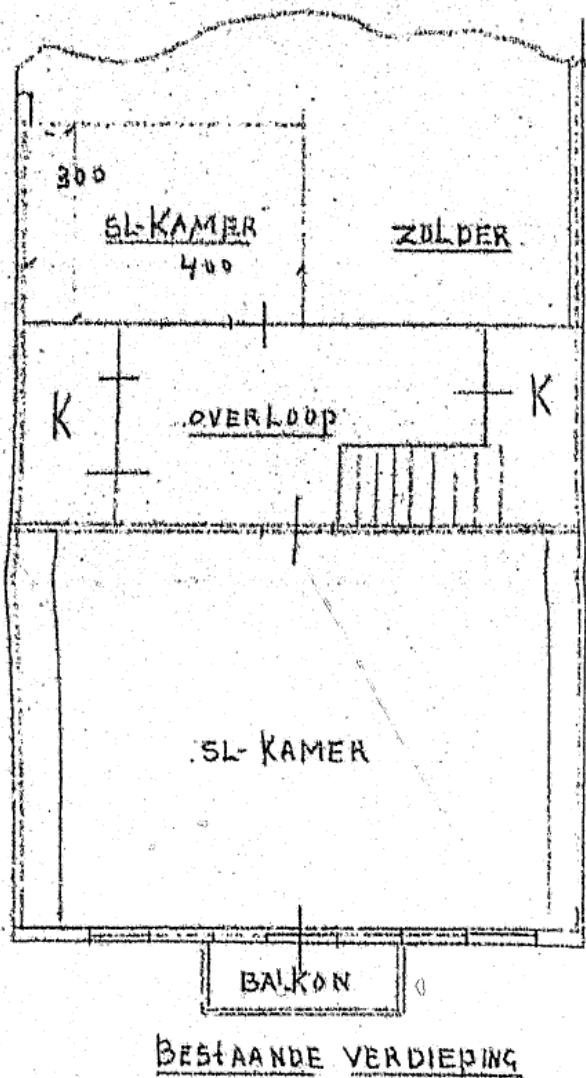 300
SL-KAMER
400
ZOLDER
K
OVERLOOP
K
SL-KAMER
BALKON
BESTAANDE VERDIEPING